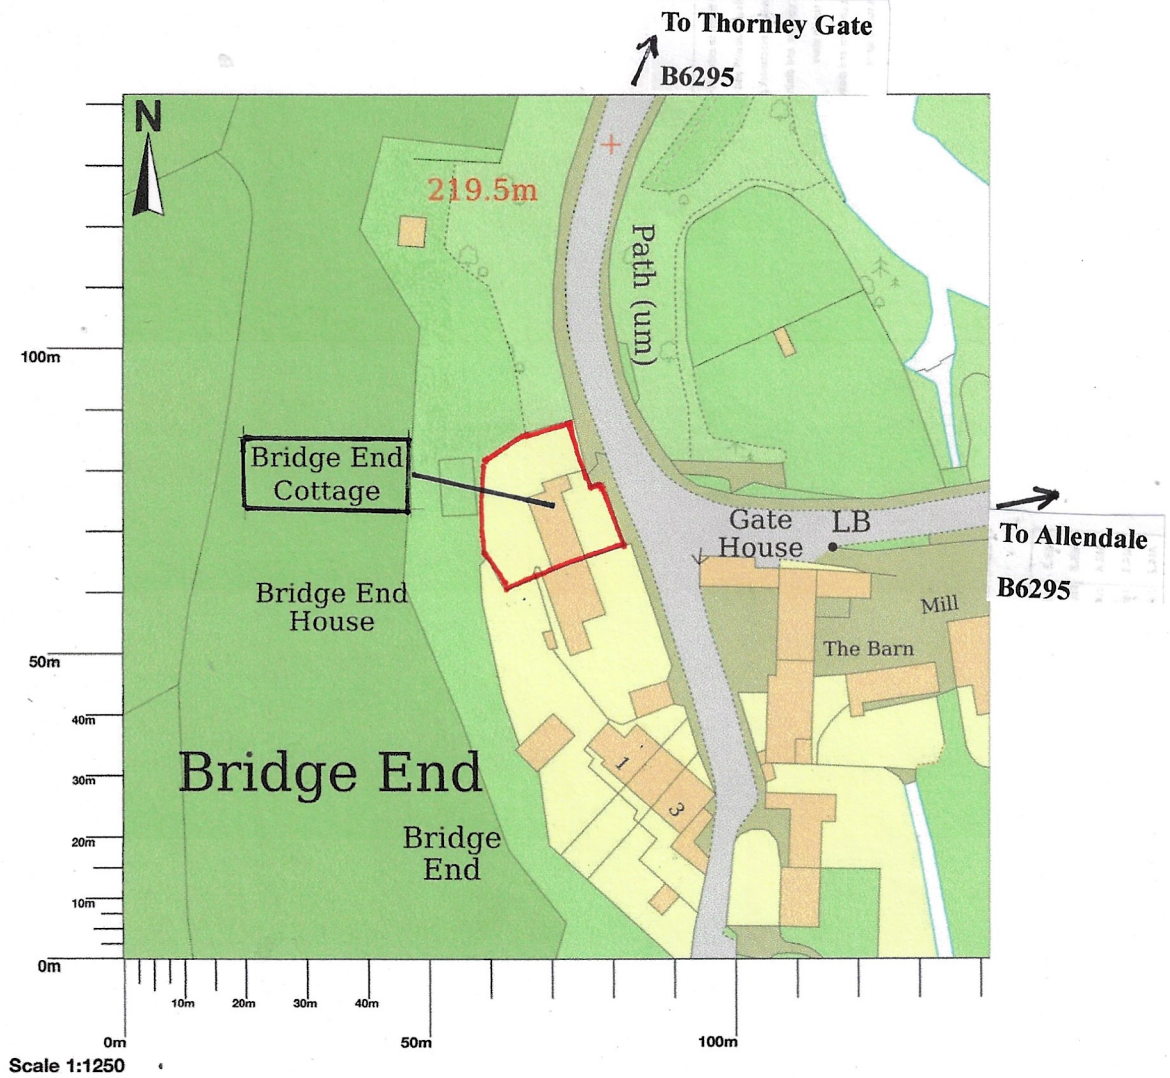 To Thornley Gate
B6295
N
219.5m
Path (um)
100m
Bridge End
Cottage
Gate
House
LB
To Allendale
B6295
Bridge End
House
Mill
The Barn
50m
40m
30m
20m
10m
0m
1
3
Bridge End
Bridge
End
10m
20m
30m
40m
0m
50m
100m
Scale 1:1250